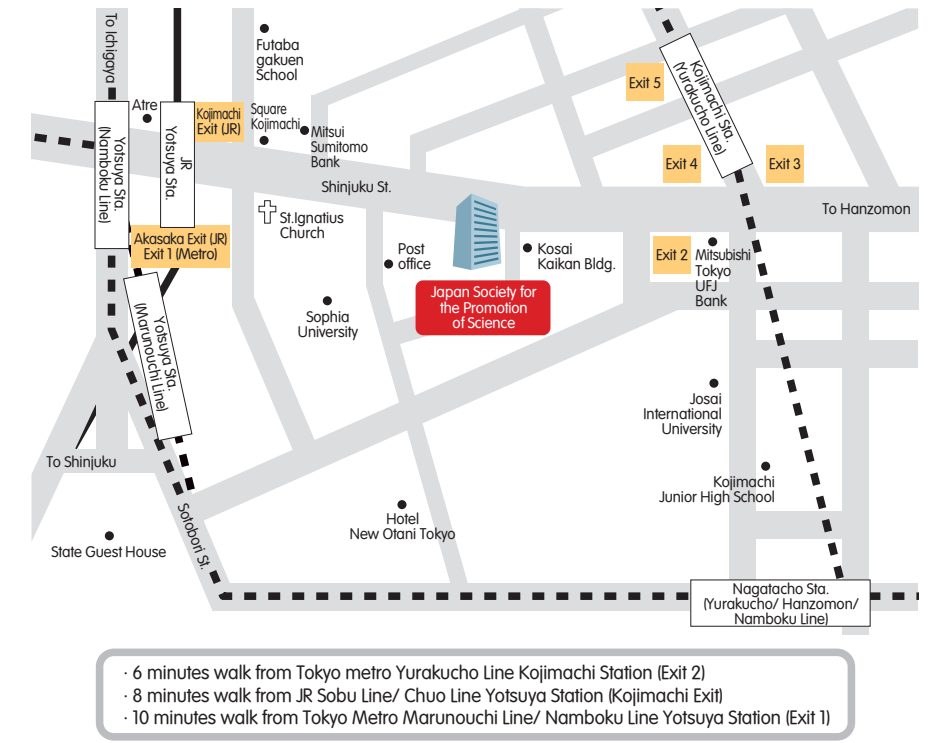 To Ichigaya
Futaba
gakuen
School
Atre
Kojimachi
Exit (JR)
Square
Kojimachi
Mitsui
Sumitomo
Bank
Exit 5
Kojimachi Sta.
(Yurakucho Line)
Yotsuya Sta.
(Namboku Line)
JR
Yotsuya Sta.
Exit 4
Exit 3
Shinjuku St.
To Hanzomon
St.Ignatius
Church
Akasaka Exit (JR)
Exit 1 (Metro)
Post
office
Kosai
Kaikan Bldg.
Exit 2
Mitsubishi
Tokyo
UFJ
Bank
Japan Society for
the Promotion
of Science
Yotsuya Sta.
(Marunouchi Line)
Sophia
University
Josai
International
University
To Shinjuku
Kojimachi
Junior High School
Sotobori St.
Hotel
New Otani Tokyo
State Guest House
Nagatacho Sta.
(Yurakucho/ Hanzomon/
Namboku Line)
· 6 minutes walk from Tokyo metro Yurakucho Line Kojimachi Station (Exit 2)
· 8 minutes walk from JR Sobu Line/ Chuo Line Yotsuya Station (Kojimachi Exit)
· 10 minutes walk from Tokyo Metro Marunouchi Line/ Namboku Line Yotsuya Station (Exit 1)